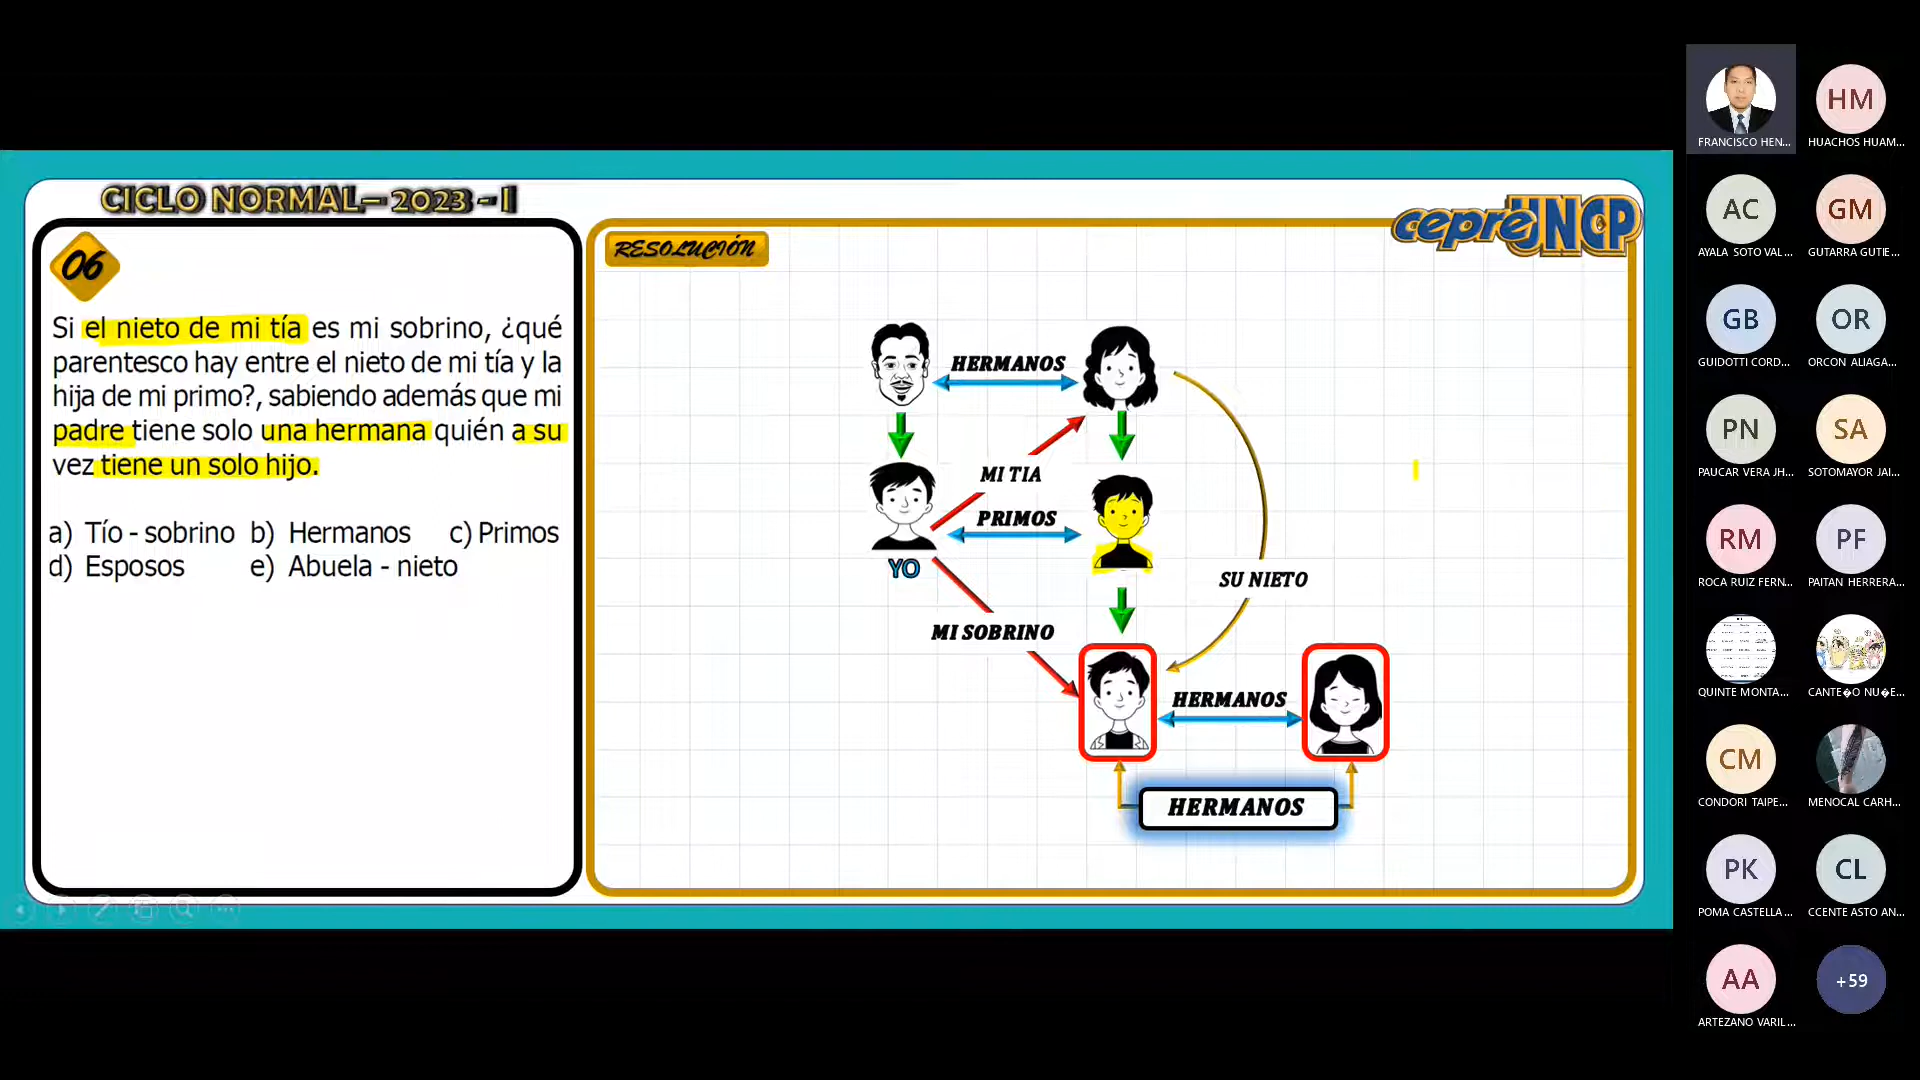 CICLO NORMAL– 2023 - I
cepreUNCP
06
Si el nieto de mi tía es mi sobrino, ¿qué
parentesco hay entre el nieto de mi tía y la
hija de mi primo?, sabiendo además que mi
padre tiene solo una hermana quién a su
vez tiene un solo hijo.
a) Tío - sobrino b) Hermanos c) Primos
d) Esposos e) Abuela - nieto
RESOLUCIÓN
HERMANOS
MI TIA
PRIMOS
YO
SU NIETO
MI SOBRINO
HERMANOS
HERMANOS
FRANCISCO HEN...
HM
HUACHOS HUAM...
AC
AYALA SOTO VAL...
GM
GUTARRA GUTIE...
GB
GUIDOTTI CORD...
OR
ORCON ALIAGA...
PN
PAUCAR VERA JH...
SA
SOTOMAYOR JAI...
RM
ROCA RUIZ FERN...
PF
PAITAN HERRERA...
QUINTE MONTA...
CANTE�O NU�E...
CM
CONDORI TAIPE...
MENOCAL CARH...
PK
POMA CASTELLA...
CL
CCENTE ASTO AN...
AA
ARTEZANO VARIL...
+59